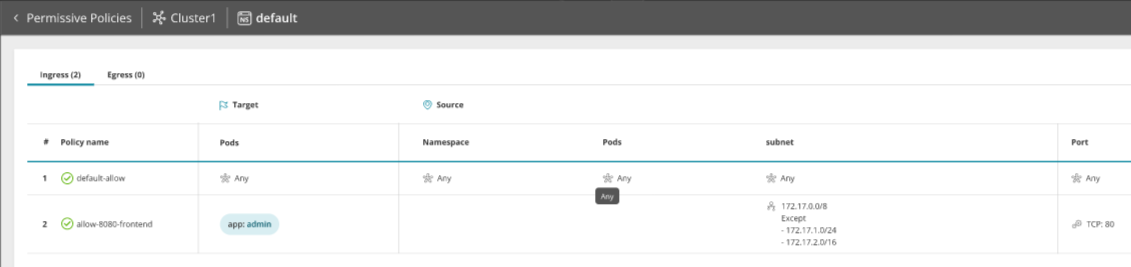 Permissive Policies Cluster1 NS default
Ingress (2) Egress (0)
Target Source
# Policy name Pods Namespace Pods subnet Port
1 default-allow Any Any Any Any Any
Any
2 allow-8080-frontend app: admin 172.17.0.0/8 TCP: 80
Except
- 172.17.1.0/24
- 172.17.2.0/16